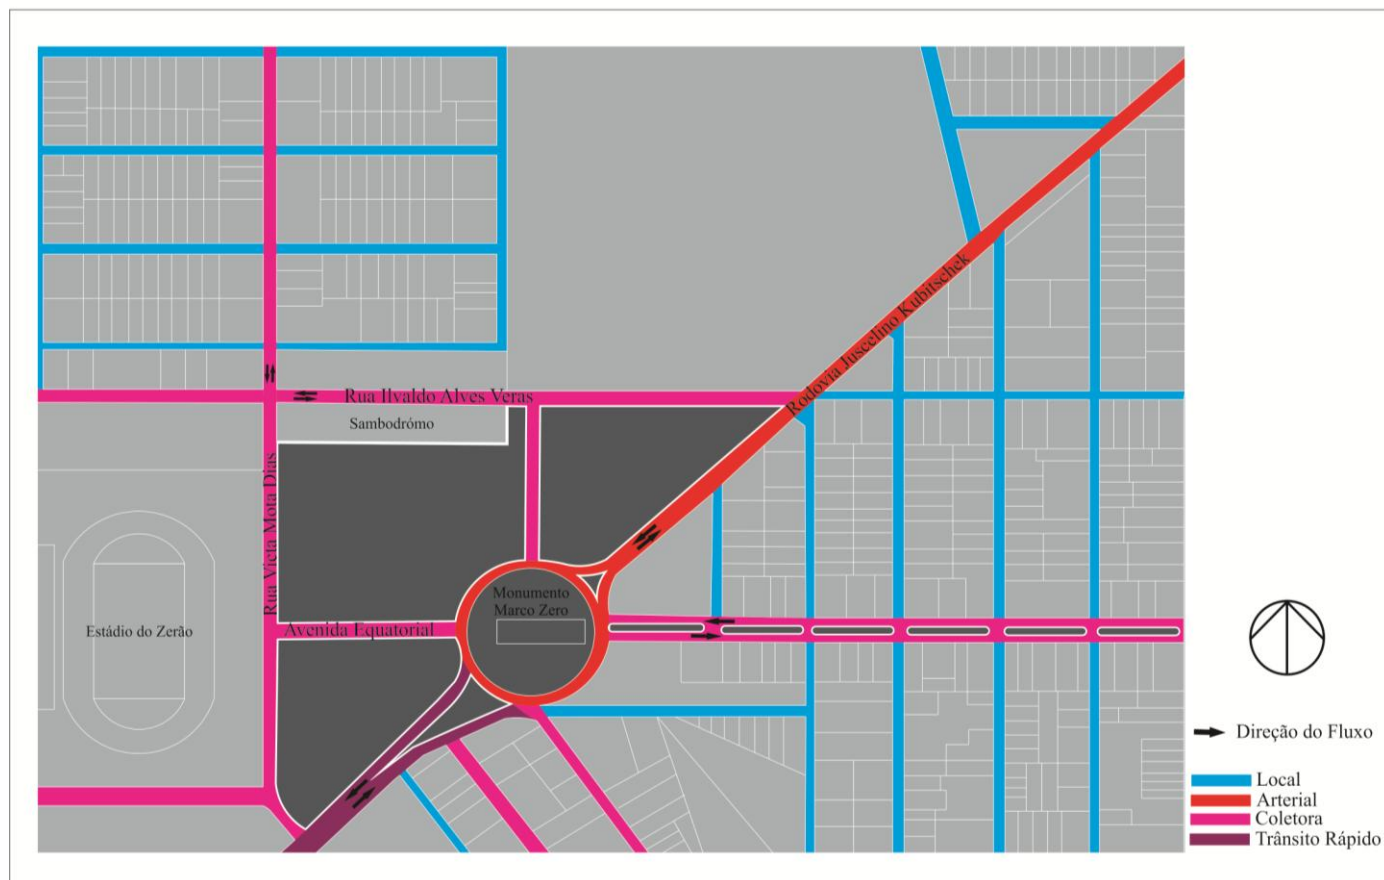 Rodovia Juscelino Kubitschek
Rua Ilvaldo Alves Veras
Sambodrómo
Rua Victa Mota Dias
Monumento
Marco Zero
Estádio do Zerão
Avenida Equatorial
Direção do Fluxo
Local
Arterial
Coletora
Trânsito Rápido